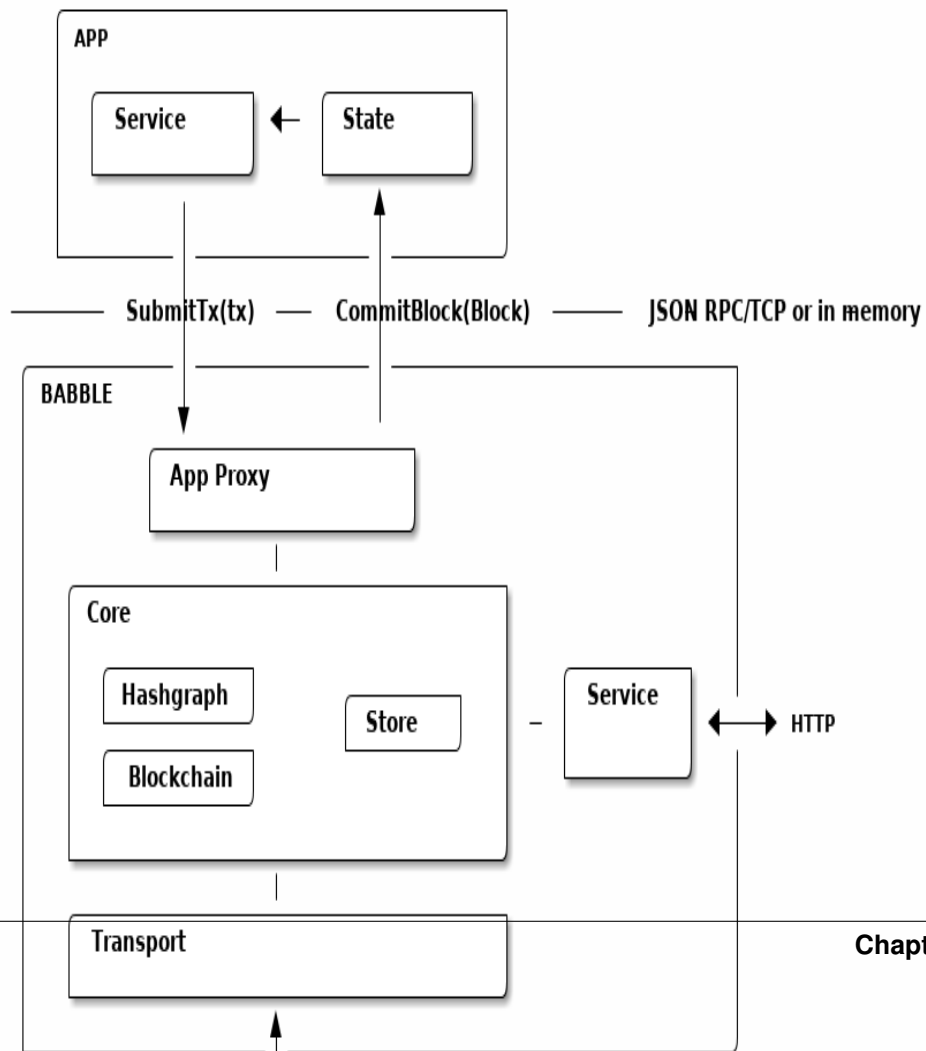 APP
Service
State
SubmitTx(tx)
CommitBlock(Block)
JSON RPC/TCP or in memory
BABBLE
App Proxy
Core
Hashgraph
Store
Service
Blockchain
HTTP
Transport
Chapt